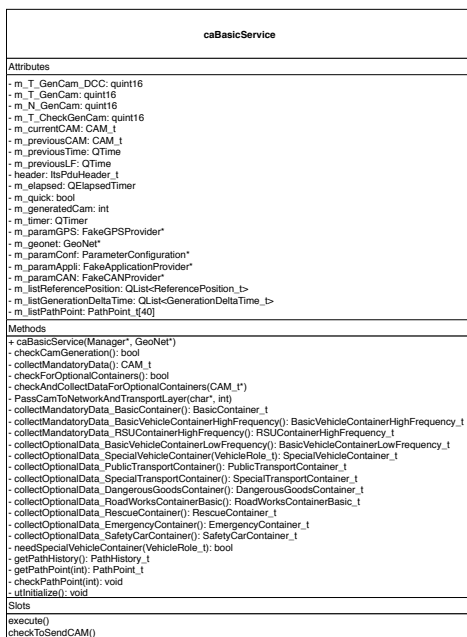 caBasicService
Attributes
- m_T_GenCam_DCC: quint16
- m_T_GenCam: quint16
- m_N_GenCam: quint16
- m_T_CheckGenCam: quint16
- m_currentCAM: CAM_t
- m_previousCAM: CAM_t
- m_previousTime: QTime
- m_previousLF: QTime
- header: ItsPduHeader_t
- m_elapsed: QElapsedTimer
- m_quick: bool
- m_generatedCam: int
- m_timer: QTimer
- m_paramGPS: FakeGPSProvider*
- m_geonet: GeoNet*
- m_paramConf: ParameterConfiguration*
- m_paramAppli: FakeApplicationProvider*
- m_paramCAN: FakeCANProvider*
- m_listReferencePosition: QList<ReferencePosition_t>
- m_listGenerationDeltaTime: QList<GenerationDeltaTime_t>
- m_listPathPoint: PathPoint_t[40]
Methods
+ caBasicService(Manager*, GeoNet*)
- checkCamGeneration(): bool
- collectMandatoryData(): CAM_t
- checkForOptionalContainers(): bool
- checkAndCollectDataForOptionalContainers(CAM_t*)
- PassCamToNetworkAndTransportLayer(char*, int)
- collectMandatoryData_BasicContainer(): BasicContainer_t
- collectMandatoryData_BasicVehicleContainerHighFrequency(): BasicVehicleContainerHighFrequency_t
- collectMandatoryData_RSUContainerHighFrequency(): RSUContainerHighFrequency_t
- collectOptionalData_BasicVehicleContainerLowFrequency(): BasicVehicleContainerLowFrequency_t
- collectOptionalData_SpecialVehicleContainer(VehicleRole_t): SpecialVehicleContainer_t
- collectOptionalData_PublicTransportContainer(): PublicTransportContainer_t
- collectOptionalData_SpecialTransportContainer(): SpecialTransportContainer_t
- collectOptionalData_DangerousGoodsContainer(): DangerousGoodsContainer_t
- collectOptionalData_RoadWorksContainerBasic(): RoadWorksContainerBasic_t
- collectOptionalData_RescueContainer(): RescueContainer_t
- collectOptionalData_EmergencyContainer(): EmergencyContainer_t
- collectOptionalData_SafetyCarContainer(): SafetyCarContainer_t
- needSpecialVehicleContainer(VehicleRole_t): bool
- getPathHistory(): PathHistory_t
- getPathPoint(int): PathPoint_t
- checkPathPoint(int): void
- utInitialize(): void
Slots
execute()
checkToSendCAM()